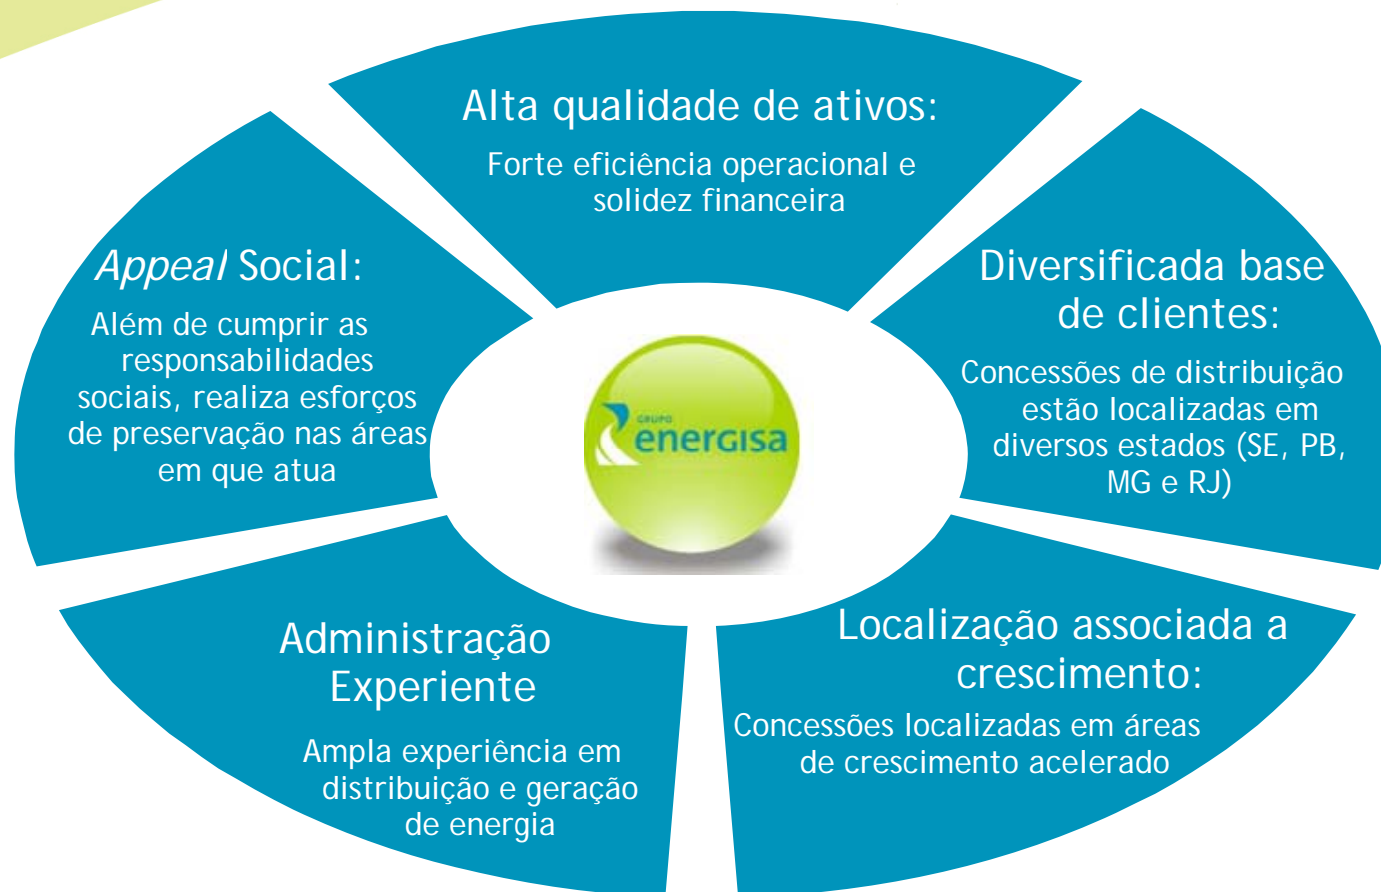 Alta qualidade de ativos:
Forte eficiência operacional e
solidez financeira
Diversificada base
de clientes:
Concessões de distribuição
estão localizadas em
diversos estados (SE, PB,
MG e RJ)
Localização associada a
crescimento:
Concessões localizadas em áreas
de crescimento acelerado
Administração
Experiente
Ampla experiência em
distribuição e geração
de energia
Appeal Social:
Além de cumprir as
responsabilidades
sociais, realiza esforços
de preservação nas áreas
em que atua
GRUPO
energisa